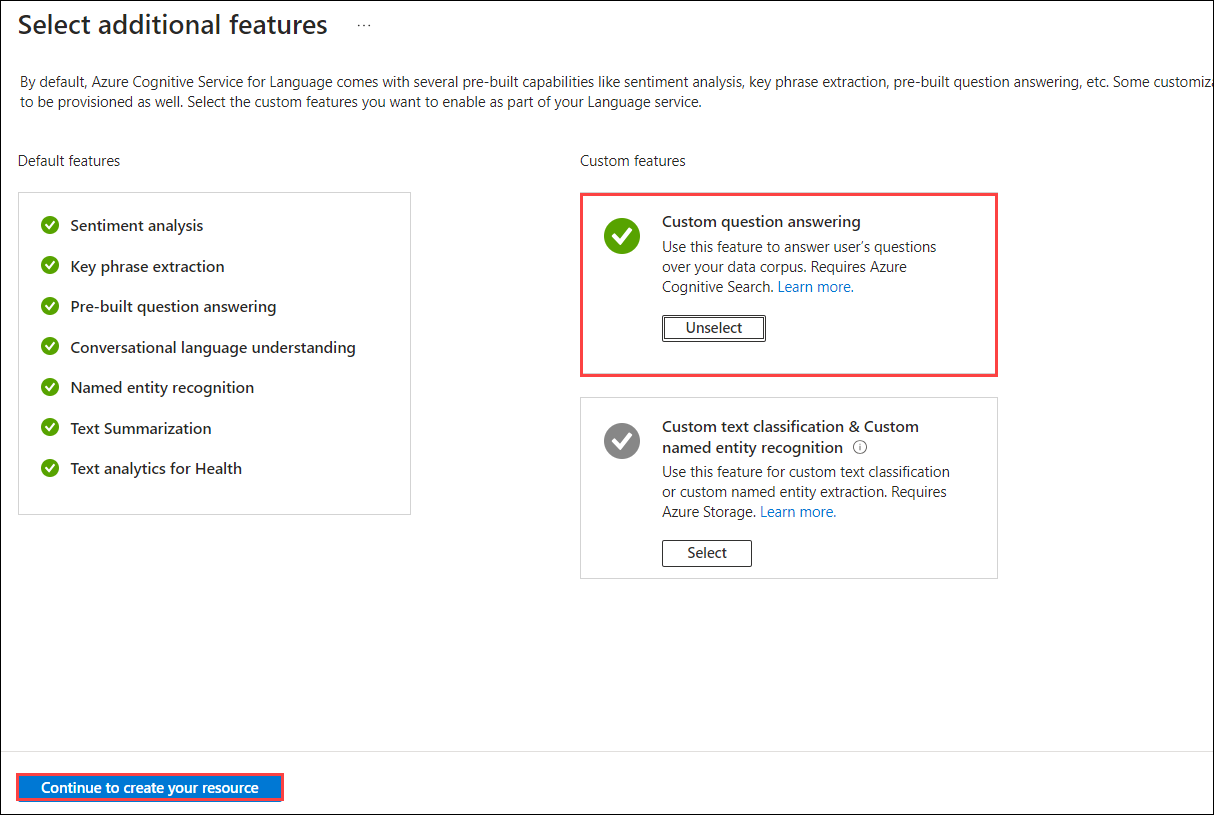 Select additional features ...
By default, Azure Cognitive Service for Language comes with several pre-built capabilities like sentiment analysis, key phrase extraction, pre-built question answering, etc. Some
to be provisioned as well. Select the custom features you want to enable as part of your Language service.
Default features
Sentiment analysis
Key phrase extraction
Pre-built question answering
Conversational language understanding
Named entity recognition
Text Summarization
Text analytics for Health
Custom features
Custom question answering
Use this feature to answer user’s questions
over your data corpus. Requires Azure
Cognitive Search. Learn more.
Unselect
Custom text classification & Custom
named entity recognition
Use this feature for custom text classification
or custom named entity extraction. Requires
Azure Storage. Learn more.
Select
Continue to create your resource